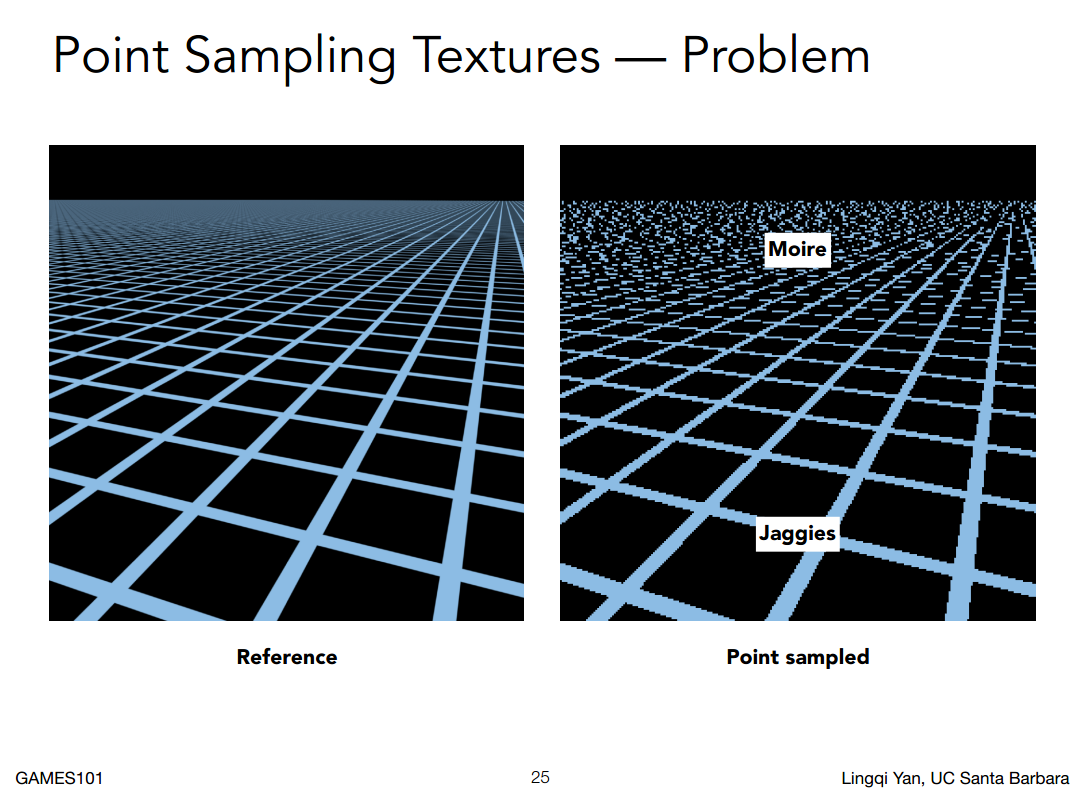 Point Sampling Textures — Problem
Moire
Jaggies
Reference
Point sampled
GAMES101
25
Lingqi Yan, UC Santa Barbara